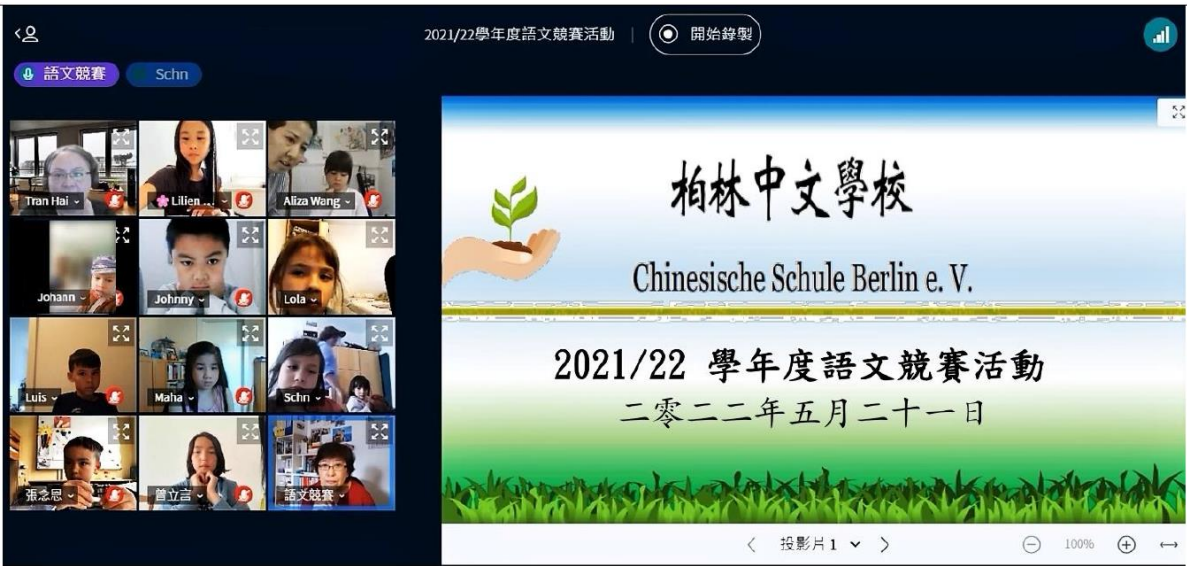 2021/22學年度語文競賽活動
開始錄製
語文競賽
Schn
Tran Hai
Lilien ...
Aliza Wang
Johann
Johnny
Lola
Luis
Maha
Schn
張念恩
曾立言
語文競賽
柏林中文學校
Chinesische Schule Berlin e. V.
2021/22 學年度語文競賽活動
二零二二年五月二十一日
投影片 1
100%